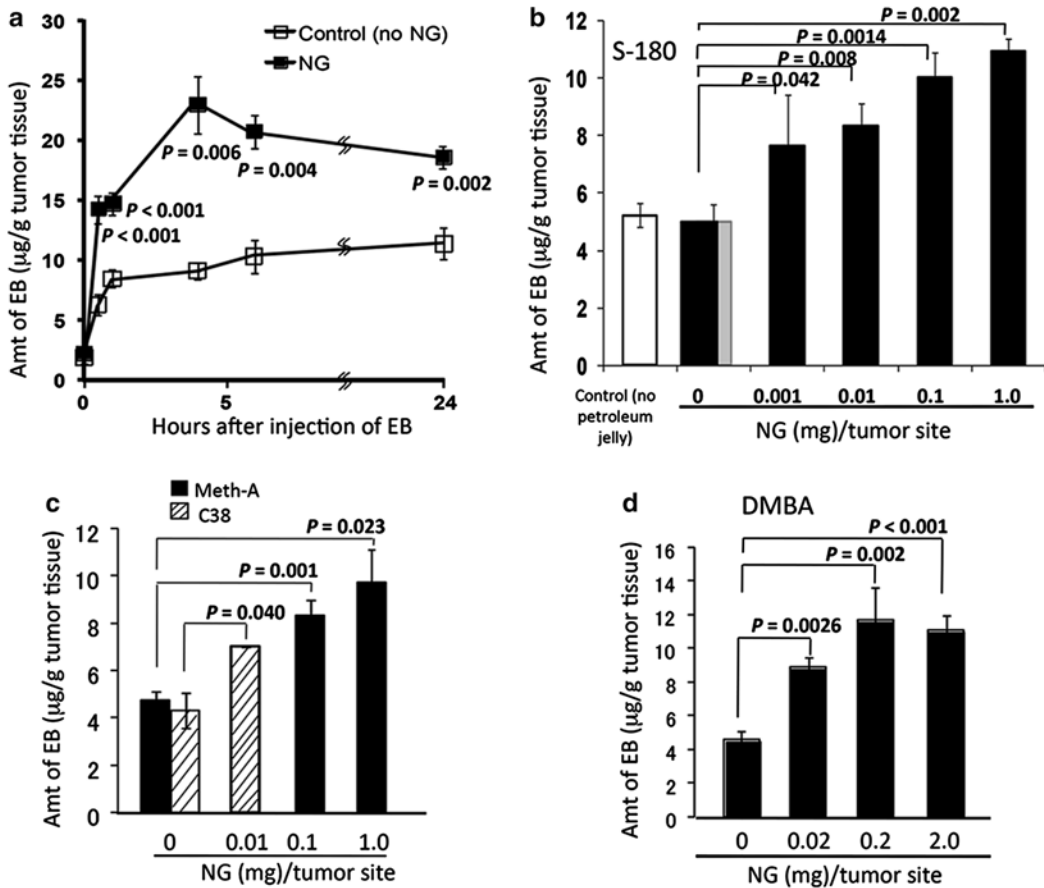 a
30
25
20
15
10
5
0
Amt of EB (µg/g tumor tissue)
Control (no NG)
NG
P = 0.006
P = 0.004
P = 0.002
P < 0.001
P < 0.001
0 5 24
Hours after injection of EB
b
S-180
12
10
8
6
4
2
0
Amt of EB (µg/g tumor tissue)
P = 0.002
P = 0.0014
P = 0.008
P = 0.042
Control (no
petroleum
jelly)
0 0.001 0.01 0.1 1.0
NG (mg)/tumor site
c
Meth-A
C38
12
10
8
6
4
2
0
Amt of EB (µg/g tumor tissue)
P = 0.023
P = 0.001
P = 0.040
0 0.01 0.1 1.0
NG (mg)/tumor site
d
DMBA
16
14
12
10
8
6
4
2
0
Amt of EB (µg/g tumor tissue)
P < 0.001
P = 0.002
P = 0.0026
0 0.02 0.2 2.0
NG (mg)/tumor site